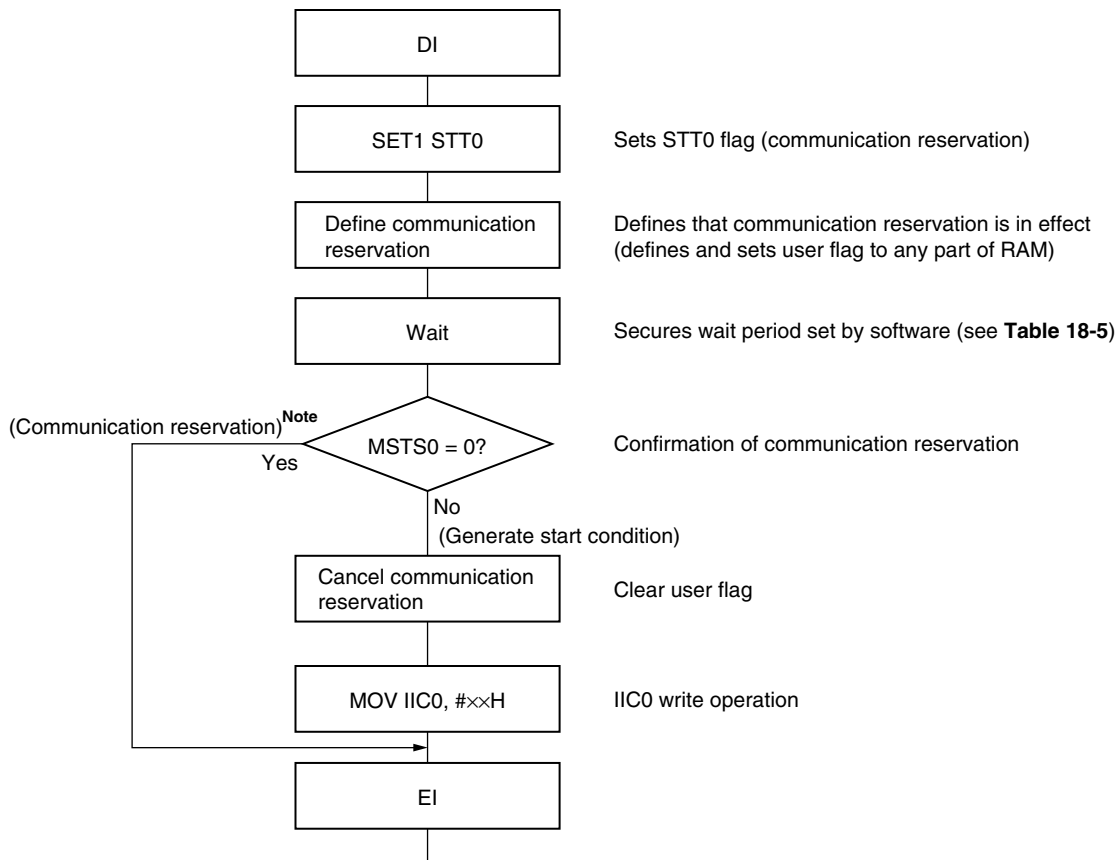 DI
SET1 STT0
Sets STT0 flag (communication reservation)
Define communication
reservation
Defines that communication reservation is in effect
(defines and sets user flag to any part of RAM)
Wait
Secures wait period set by software (see Table 18-5)
(Communication reservation)Note
Yes
MSTS0 = 0?
Confirmation of communication reservation
No
(Generate start condition)
Cancel communication
reservation
Clear user flag
MOV IIC0, #××H
IIC0 write operation
EI